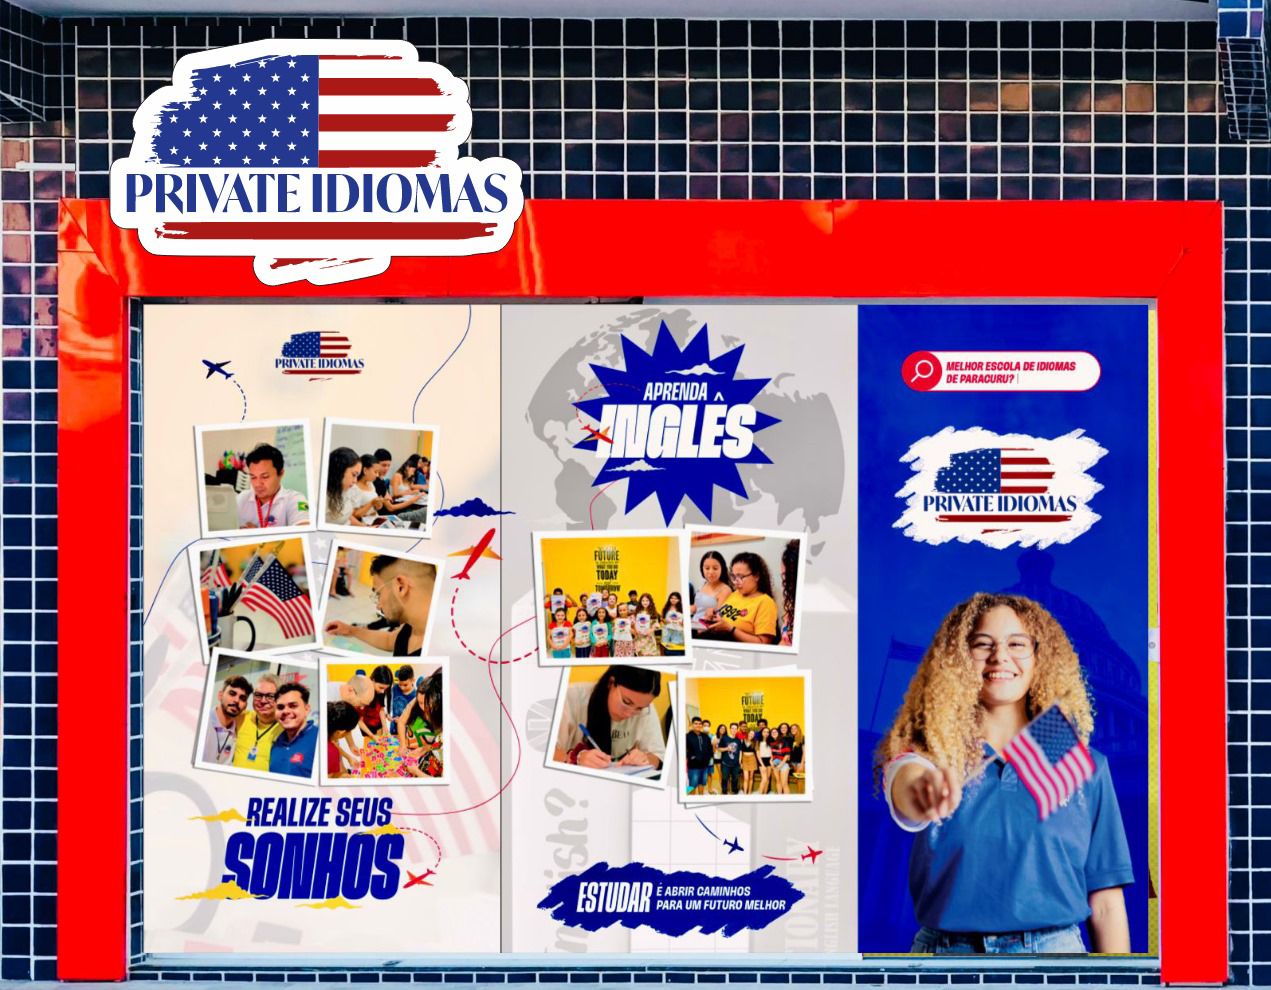 PRIVATE IDIOMAS
PRIVATE IDIOMAS
APRENDA
INGLÊS
MELHOR ESCOLA DE IDIOMAS
DE PARACURU?
PRIVATE IDIOMAS
FUTURE
TODAY
FUTURE
TODAY
REALIZE SEUS
SONHOS
ESTUDAR É ABRIR CAMINHOS
PARA UM FUTURO MELHOR